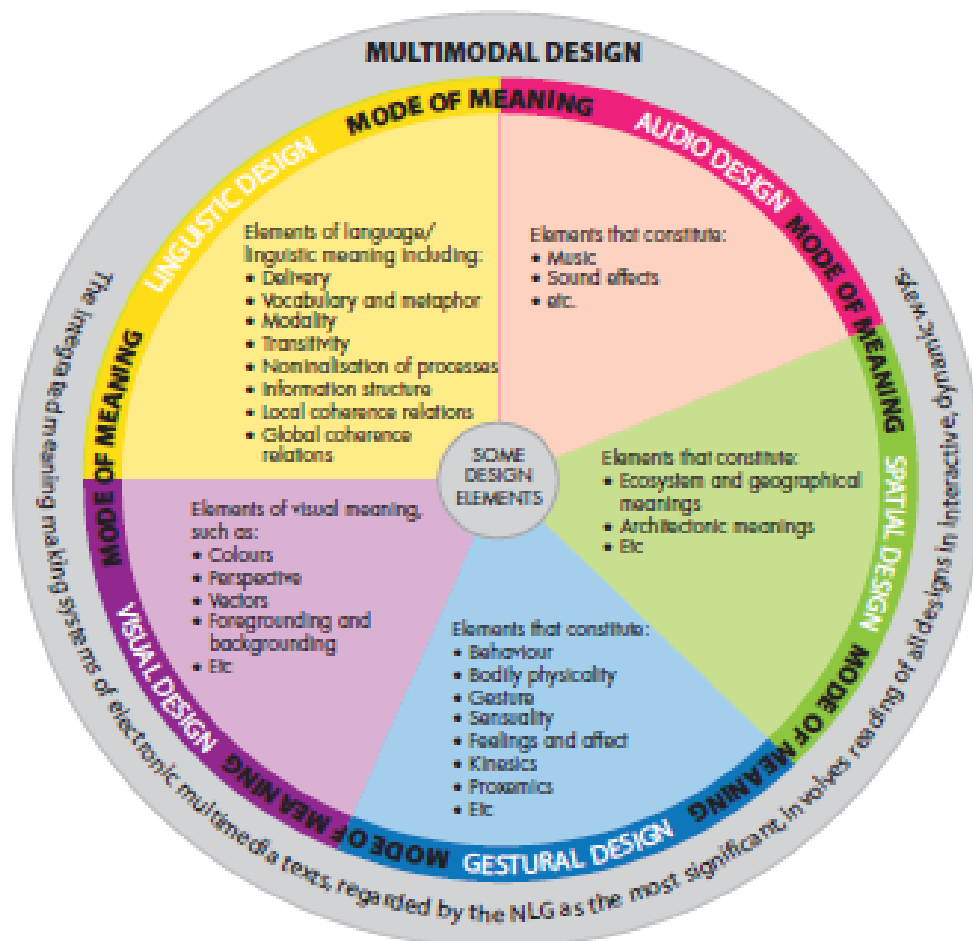 MULTIMODAL DESIGN
MODE OF MEANING
LINGUISTIC DESIGN
MODE OF MEANING
Elements of language/
linguistic meaning including:
• Delivery
• Vocabulary and metaphor
• Modality
• Transitivity
• Nominalisation of processes
• Information structure
• Local coherence relations
• Global coherence
relations
AUDIO DESIGN
MODE OF MEANING
Elements that constitute:
• Music
• Sound effects
• etc.
SPATIAL DESIGN
MODE OF MEANING
Elements that constitute:
• Ecosystem and geographical
meanings
• Architectonic meanings
• Etc
GESTURAL DESIGN
MODE OF MEANING
Elements that constitute:
• Behaviour
• Bodily physicality
• Gesture
• Sensuality
• Feelings and affect
• Kinesics
• Proxemics
• Etc
VISUAL DESIGN
MODE OF MEANING
Elements of visual meaning,
such as:
• Colours
• Perspective
• Vectors
• Foregrounding and
backgrounding
• Etc
SOME
DESIGN
ELEMENTS
The integrated meaning making systems of electronic multimedia texts, regarded by the NLG as the most significant, in volves reading of all designs in interactive, dynamic ways.